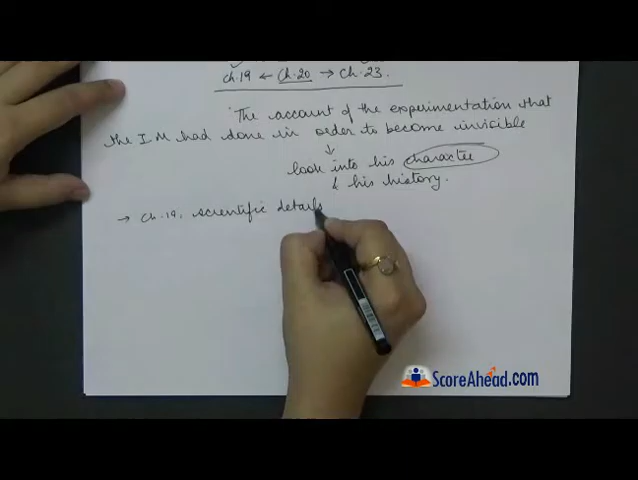 ch.19 ← Ch.20 → Ch.23.
The account of the experimentation that
the I M had done in order to become invisible
↓
look into his character
& his history.
→ Ch.19, scientific details
ScoreAhead.com